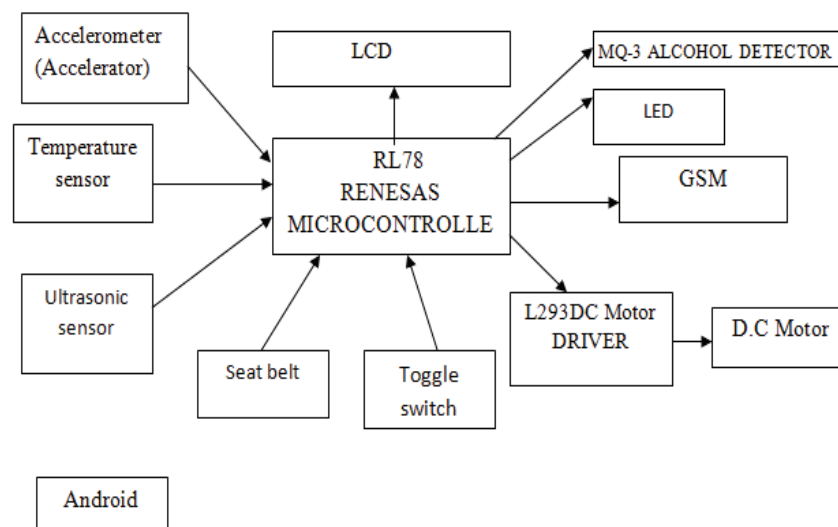 Accelerometer
(Accelerator)
LCD
MQ-3 ALCOHOL DETECTOR
LED
Temperature
sensor
RL78
RENESAS
MICROCONTROLLE
GSM
Ultrasonic
sensor
L293DC Motor
DRIVER
D.C Motor
Seat belt
Toggle
switch
Android